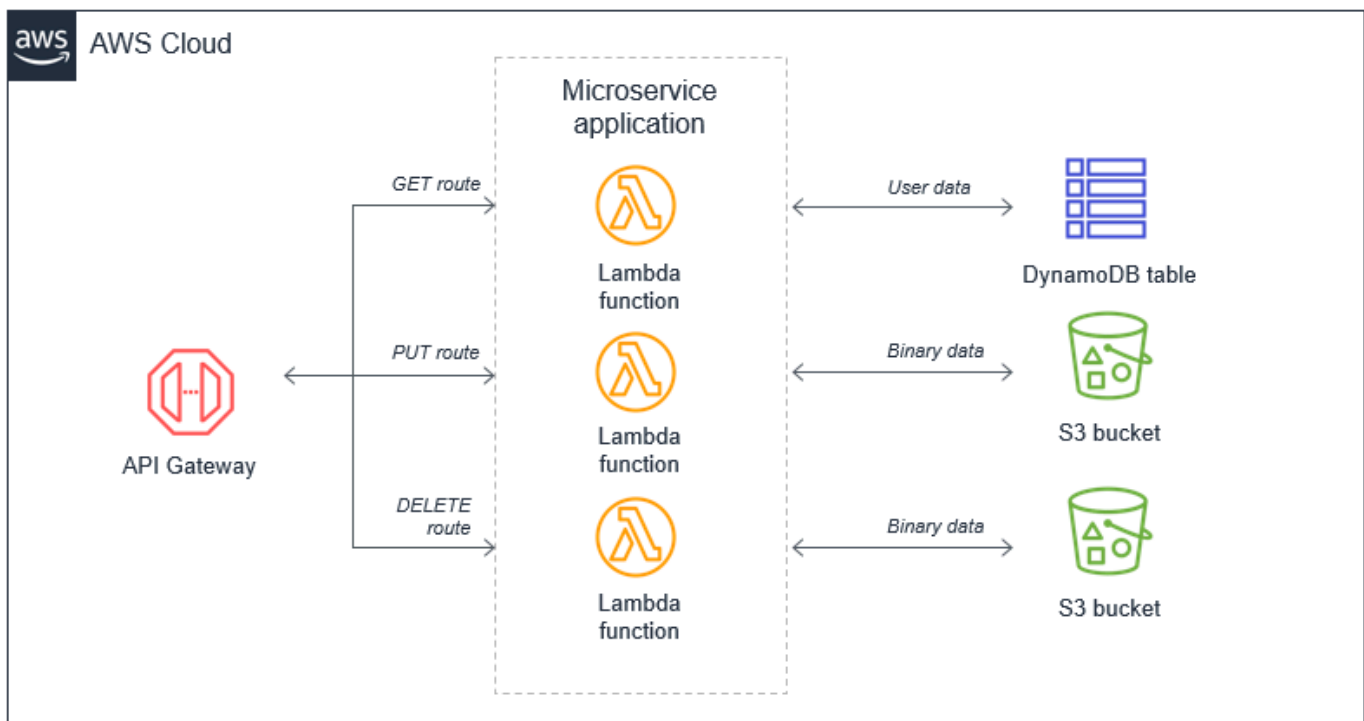 aws
AWS Cloud
Microservice
application
GET route
Lambda
function
User data
DynamoDB table
PUT route
Lambda
function
Binary data
S3 bucket
API Gateway
DELETE
route
Lambda
function
Binary data
S3 bucket